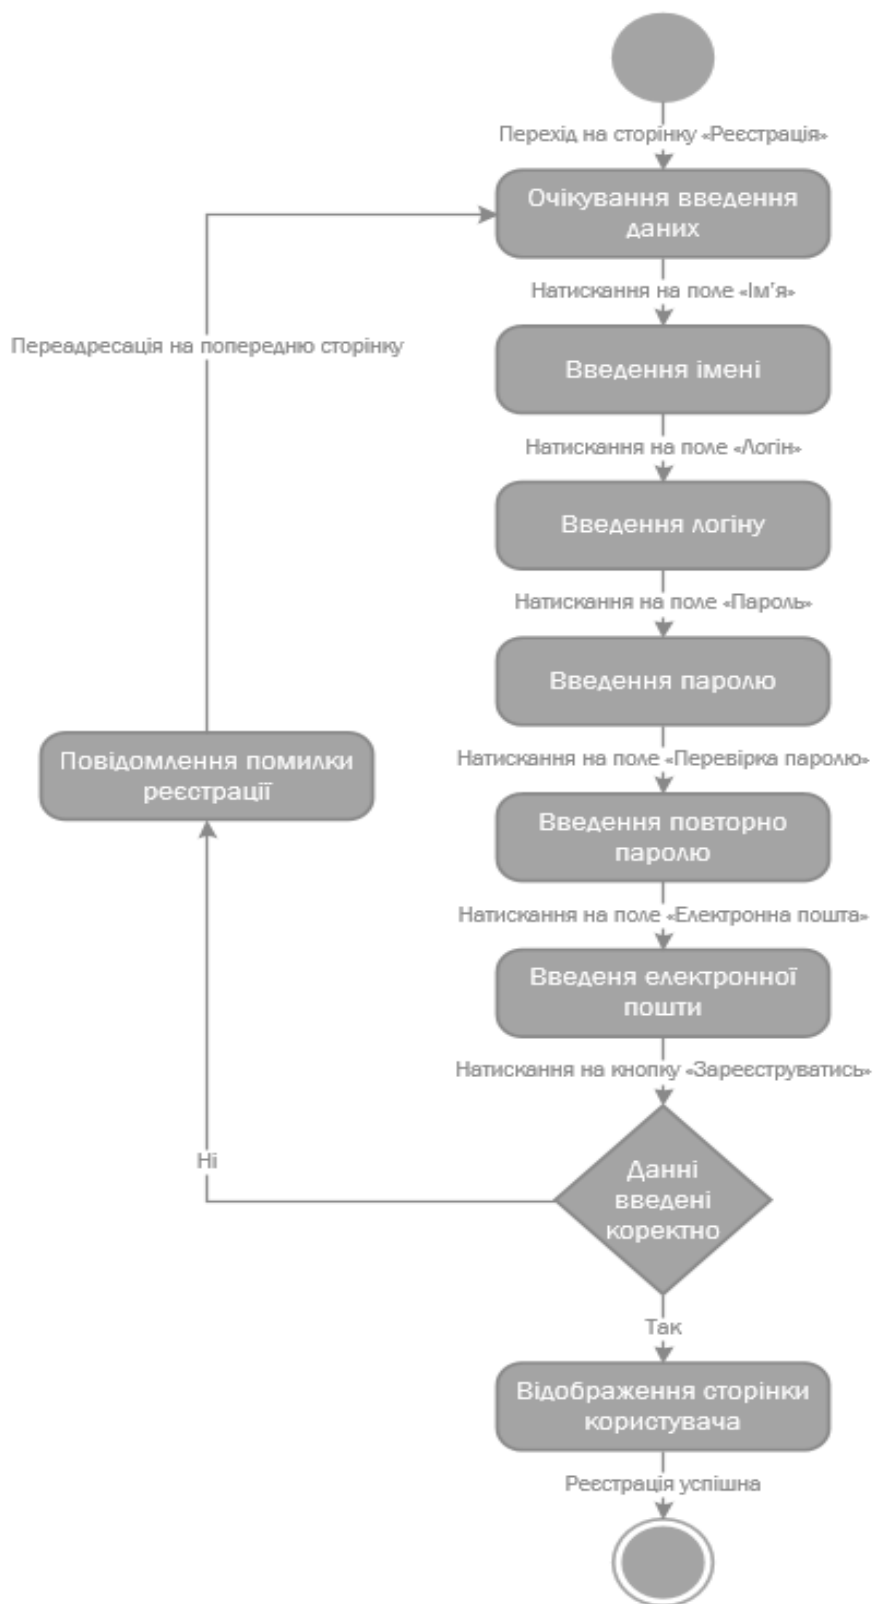 Перехід на сторінку «Реєстрація»
Очікування введення
даних
Натискання на поле «Ім'я»
Переадресація на попередню сторінку
Введення імені
Натискання на поле «Логін»
Введення логіну
Натискання на поле «Пароль»
Введення паролю
Повідомлення помилки
реєстрації
Натискання на поле «Перевірка паролю»
Введення повторно
паролю
Натискання на поле «Електронна пошта»
Введеня електронної
пошти
Натискання на кнопку «Зареєструватись»
Ні
Данні
введені
коректно
Так
Відображення сторінки
користувача
Реєстрація успішна